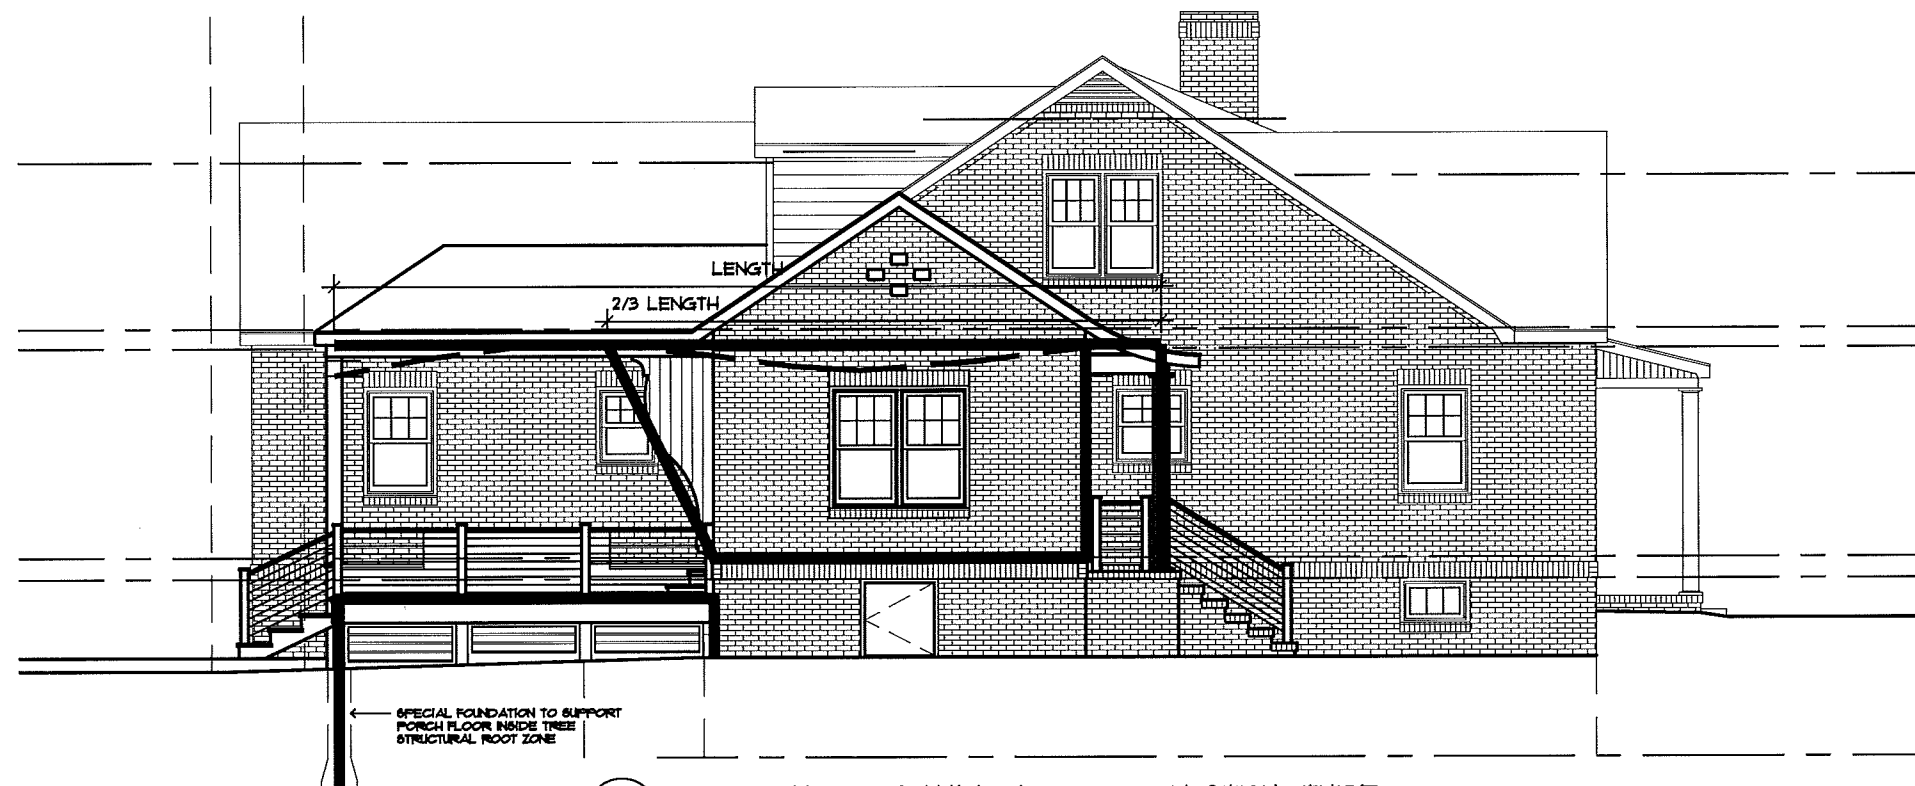 LENGTH
2/3 LENGTH
SPECIAL FOUNDATION TO SUPPORT
PORCH FLOOR INSIDE TREE
STRUCTURAL ROOT ZONE